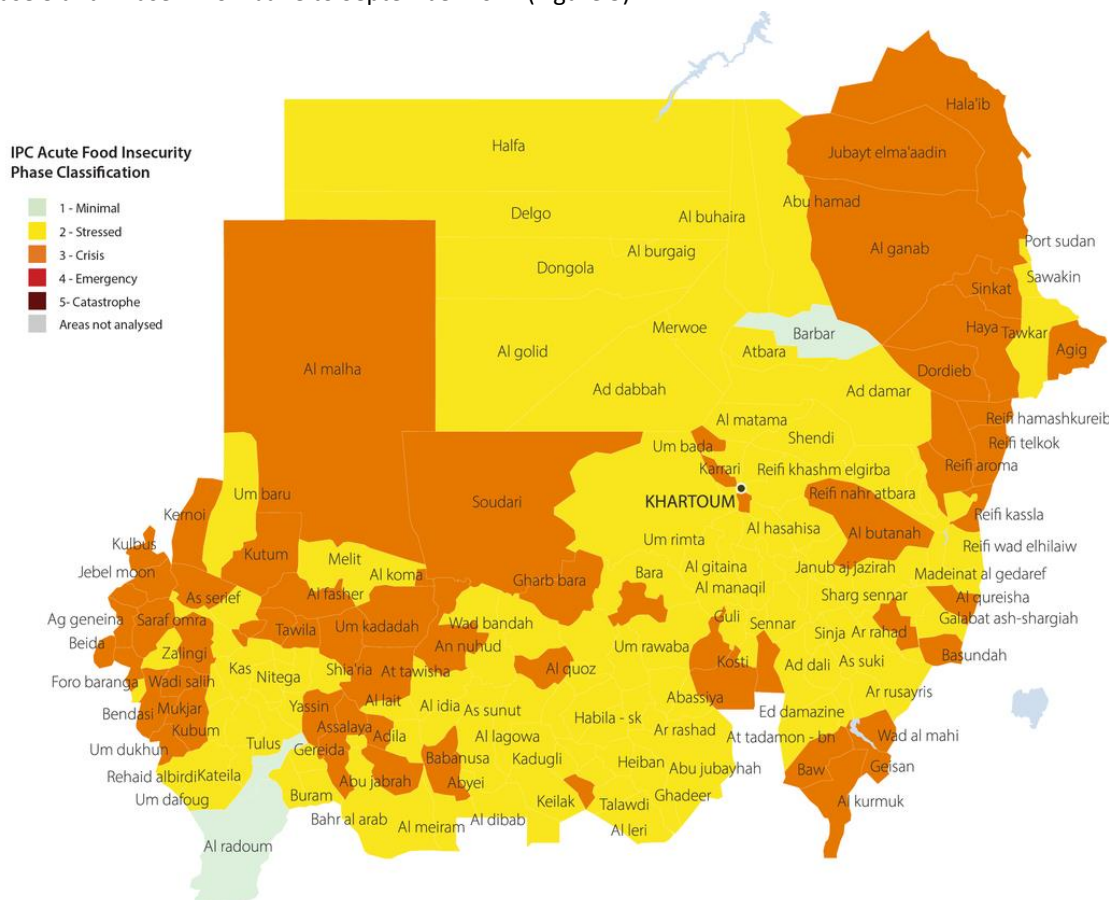 IPC Acute Food Insecurity
Phase Classification
1 - Minimal
2 - Stressed
3 - Crisis
4 - Emergency
5- Catastrophe
Areas not analysed
Hala'ib
Halfa
Jubayt elma'aadin
Abu hamad
Delgo
Al buhaira
Port sudan
Al burgaig
Al ganab
Dongola
Sawakin
Sinkat
Merwoe
Haya
Tawkar
Barbar
Al golid
Atbara
Agig
Al malha
Dordieb
Ad dabbah
Ad damar
Al matama
Reifi hamashkureib
Shendi
Um bada
Reifi telkok
Karrari
Reifi khashm elgirba
Reifi aroma
Um baru
Soudari
KHARTOUM
Reifi nahr atbara
Kernoi
Reifi kassla
Al hasahisa
Al butanah
Kulbus
Um rimta
Reifi wad elhilaiw
Kutum
Melit
Jebel moon
Al koma
Gharb bara
Bara
Al gitaina
Janub aj jazirah
Madeinat al gedaref
Al manaqil
As serief
Al fasher
Sharg sennar
Al qureisha
Ag geneina
Saraf omra
Tawila
Um kadadah
Wad bandah
Guli
Sennar
Galabat ash-shargiah
Beida
Zalingi
An nuhud
Um rawaba
Sinja
Ar rahad
Basundah
Kas
Shia'ria
At tawisha
Al quoz
Kosti
Ad dali
As suki
Foro baranga
Wadi salih
Nitega
Abassiya
Ar rusayris
Bendasi
Mukjar
Yassin
Al lait
Al idia
As sunut
Habila - sk
Ed damazine
Kubum
Assalaya
Adila
Al lagowa
Ar rashad
At tadamon - bn
Wad al mahi
Um dukhun
Tulus
Gereida
Babanusa
Kadugli
Heiban
Abu jubayhah
Baw
Geisan
Rehaid albirdi
Kateila
Abu jabrah
Abyei
Um dafoug
Buram
Keilak
Talawdi
Ghadeer
Al kurmuk
Bahr al arab
Al meiram
Al dibab
Al leri
Al radoum